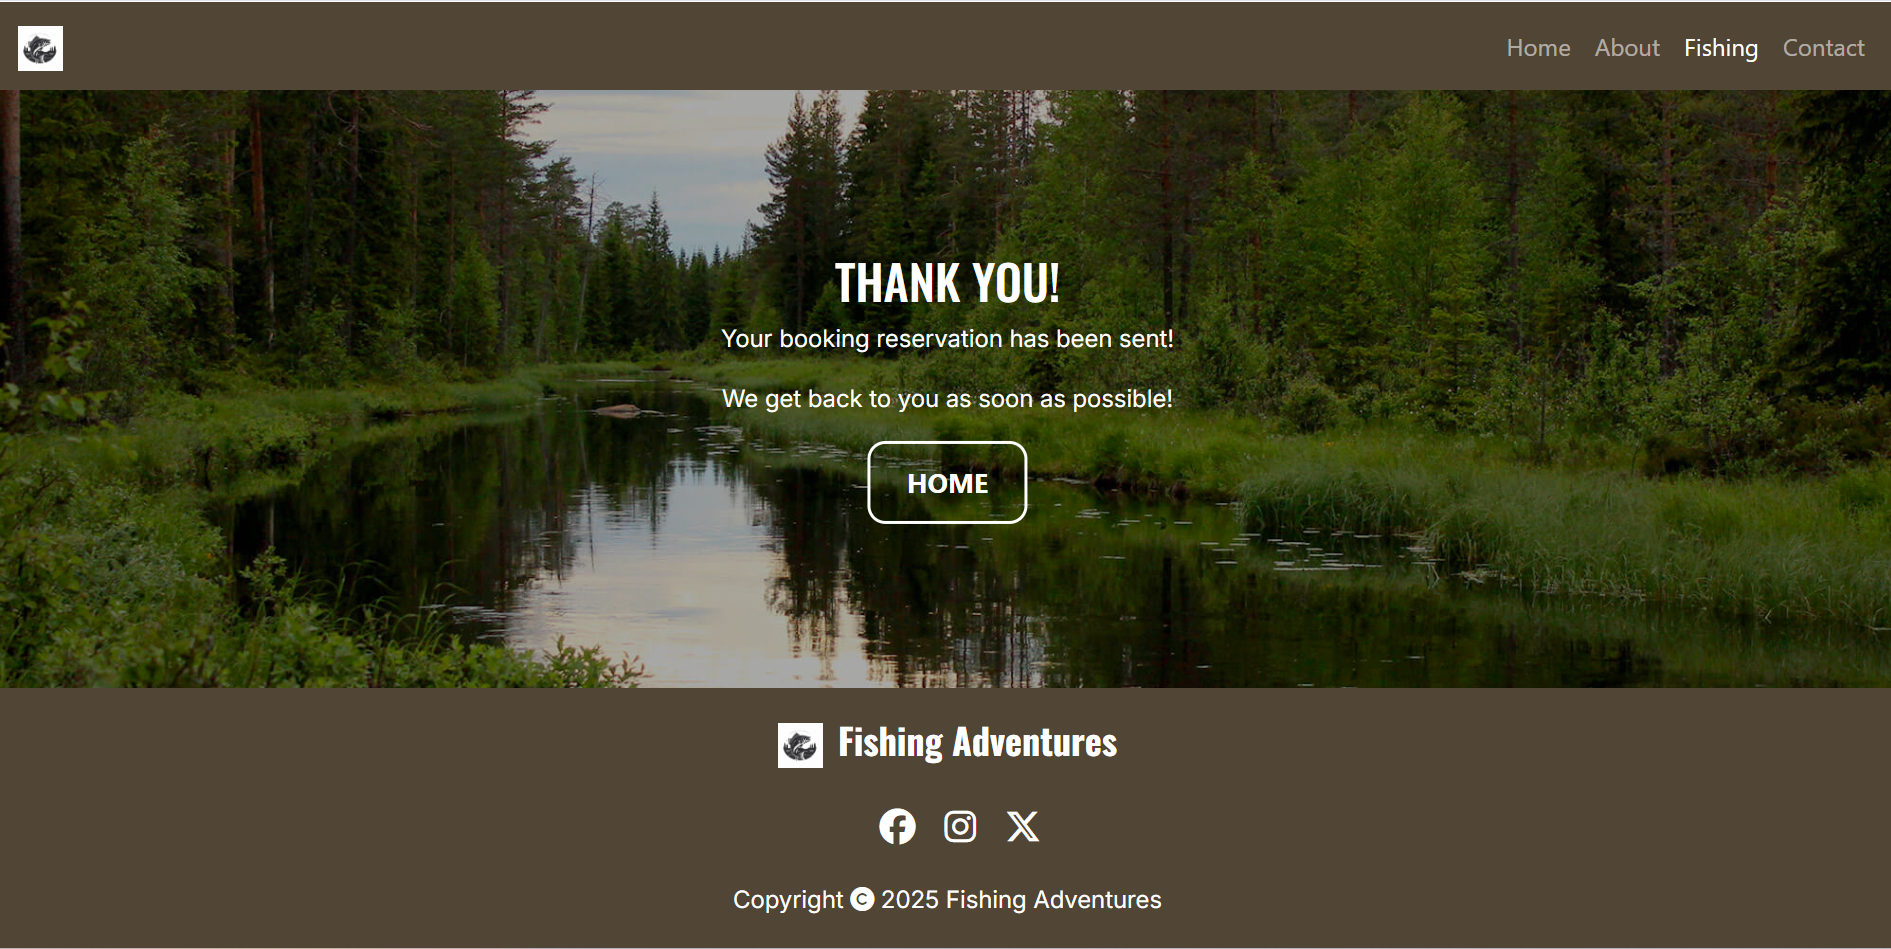 Home About Fishing Contact
THANK YOU!
Your booking reservation has been sent!
We get back to you as soon as possible!
HOME
Fishing Adventures
Copyright © 2025 Fishing Adventures